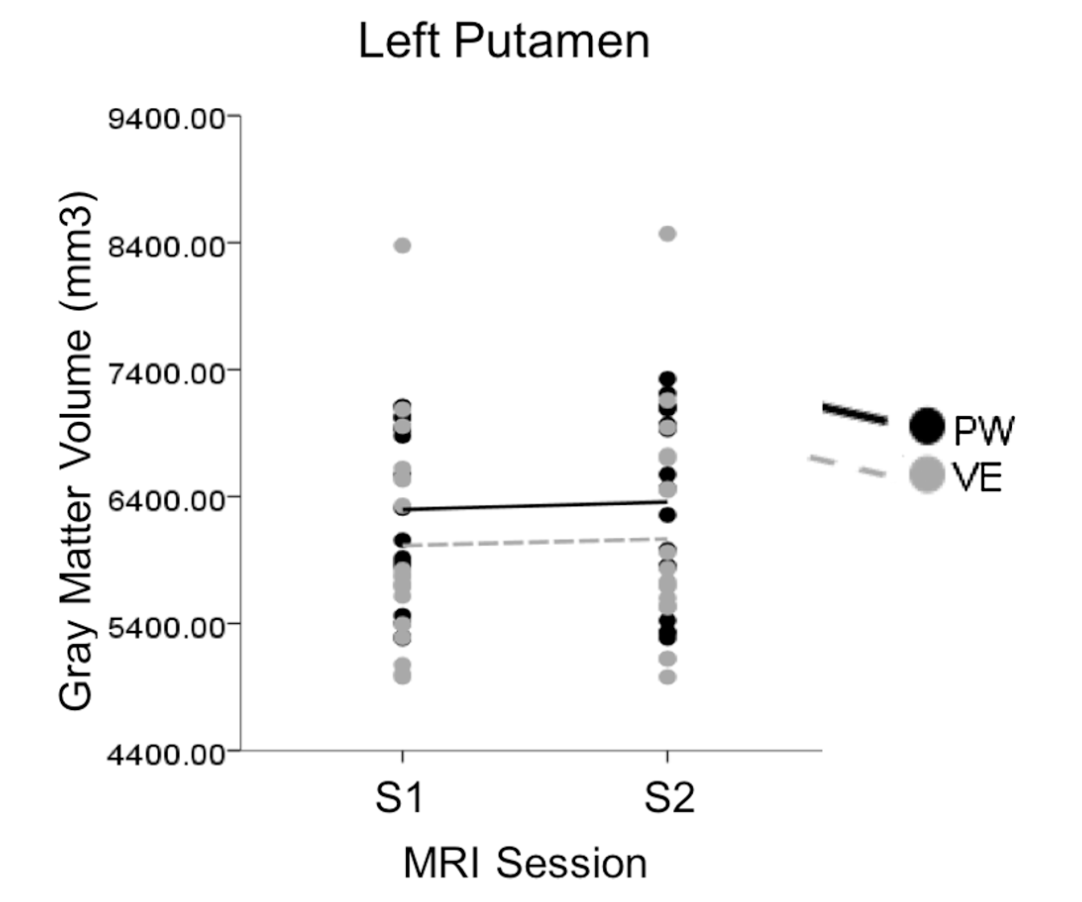 Left Putamen
Gray Matter Volume (mm3)
9400.00
8400.00
7400.00
6400.00
5400.00
4400.00
S1 S2
MRI Session
PW
VE